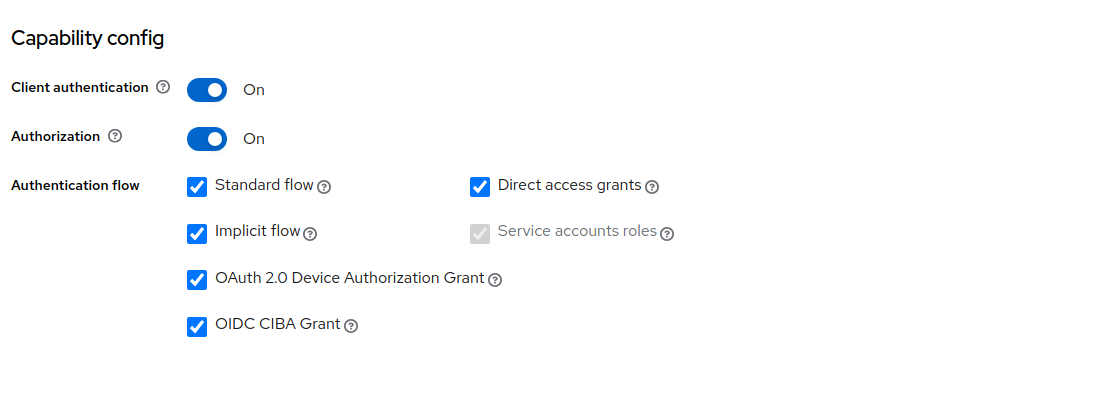 Capability config
Client authentication On
Authorization On
Authentication flow Standard flow Direct access grants
Implicit flow Service accounts roles
OAuth 2.0 Device Authorization Grant
OIDC CIBA Grant